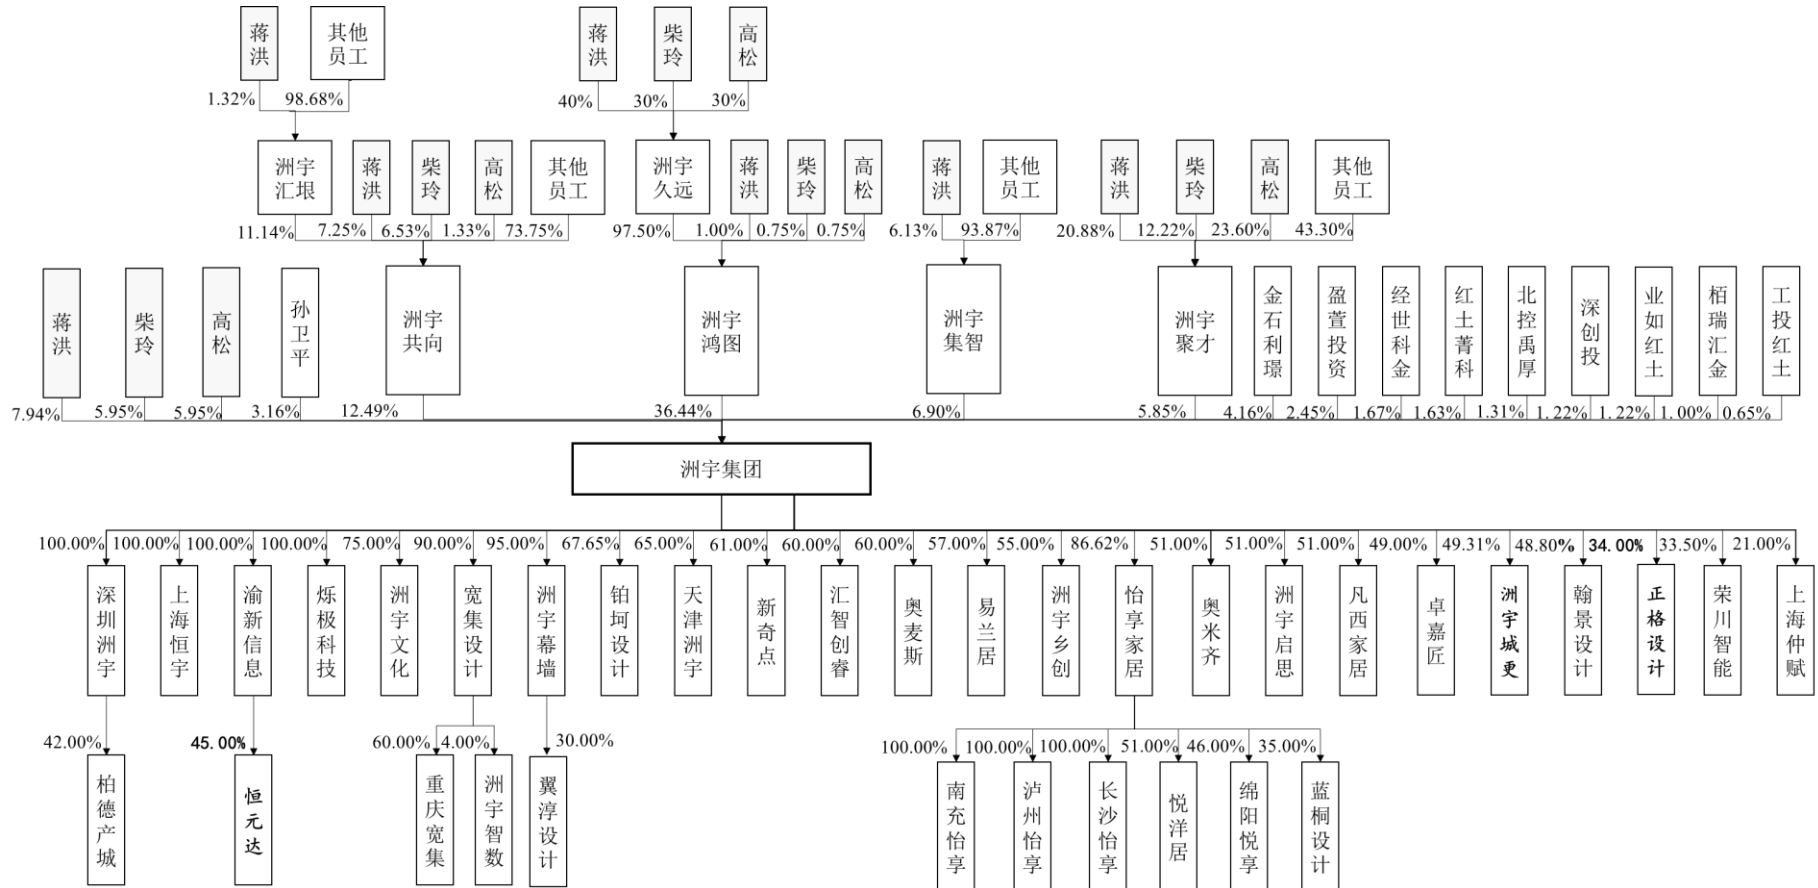 蒋洪
其他员工
蒋洪
柴玲
高松
1.32%
98.68%
40%
30%
30%
洲宇汇垠
蒋洪
柴玲
高松
其他员工
洲宇久远
蒋洪
柴玲
高松
蒋洪
其他员工
蒋洪
柴玲
高松
其他员工
11.14%
7.25%
6.53%
1.33%
73.75%
97.50%
1.00%
0.75%
0.75%
6.13%
93.87%
20.88%
12.22%
23.60%
43.30%
蒋洪
柴玲
高松
孙卫平
洲宇共向
洲宇鸿图
洲宇集智
洲宇聚才
金石利璟
盈萱投资
经世科金
红土菁科
北控禹厚
深创投
业如红土
栢瑞汇金
工投红土
7.94%
5.95%
5.95%
3.16%
12.49%
36.44%
6.90%
5.85%
4.16%
2.45%
1.67%
1.63%
1.31%
1.22%
1.22%
1.00%
0.65%
洲宇集团
100.00%
100.00%
100.00%
100.00%
75.00%
90.00%
95.00%
67.65%
65.00%
61.00%
60.00%
60.00%
57.00%
55.00%
86.62%
51.00%
51.00%
51.00%
49.00%
49.31%
48.80%
34.00%
33.50%
21.00%
深圳洲宇
上海恒宇
渝新信息
烁极科技
洲宇文化
宽集设计
洲宇幕墙
铂坷设计
天津洲宇
新奇点
汇智创睿
奥麦斯
易兰居
洲宇乡创
怡享家居
奥米齐
洲宇启思
凡西家居
卓嘉匠
洲宇城更
翰景设计
正格设计
荣川智能
上海仲赋
42.00%
45.00%
60.00%
4.00%
30.00%
100.00%
100.00%
100.00%
51.00%
46.00%
35.00%
柏德产城
恒元达
重庆宽集
洲宇智数
翼淳设计
南充怡享
泸州怡享
长沙怡享
悦洋居
绵阳悦享
蓝桐设计